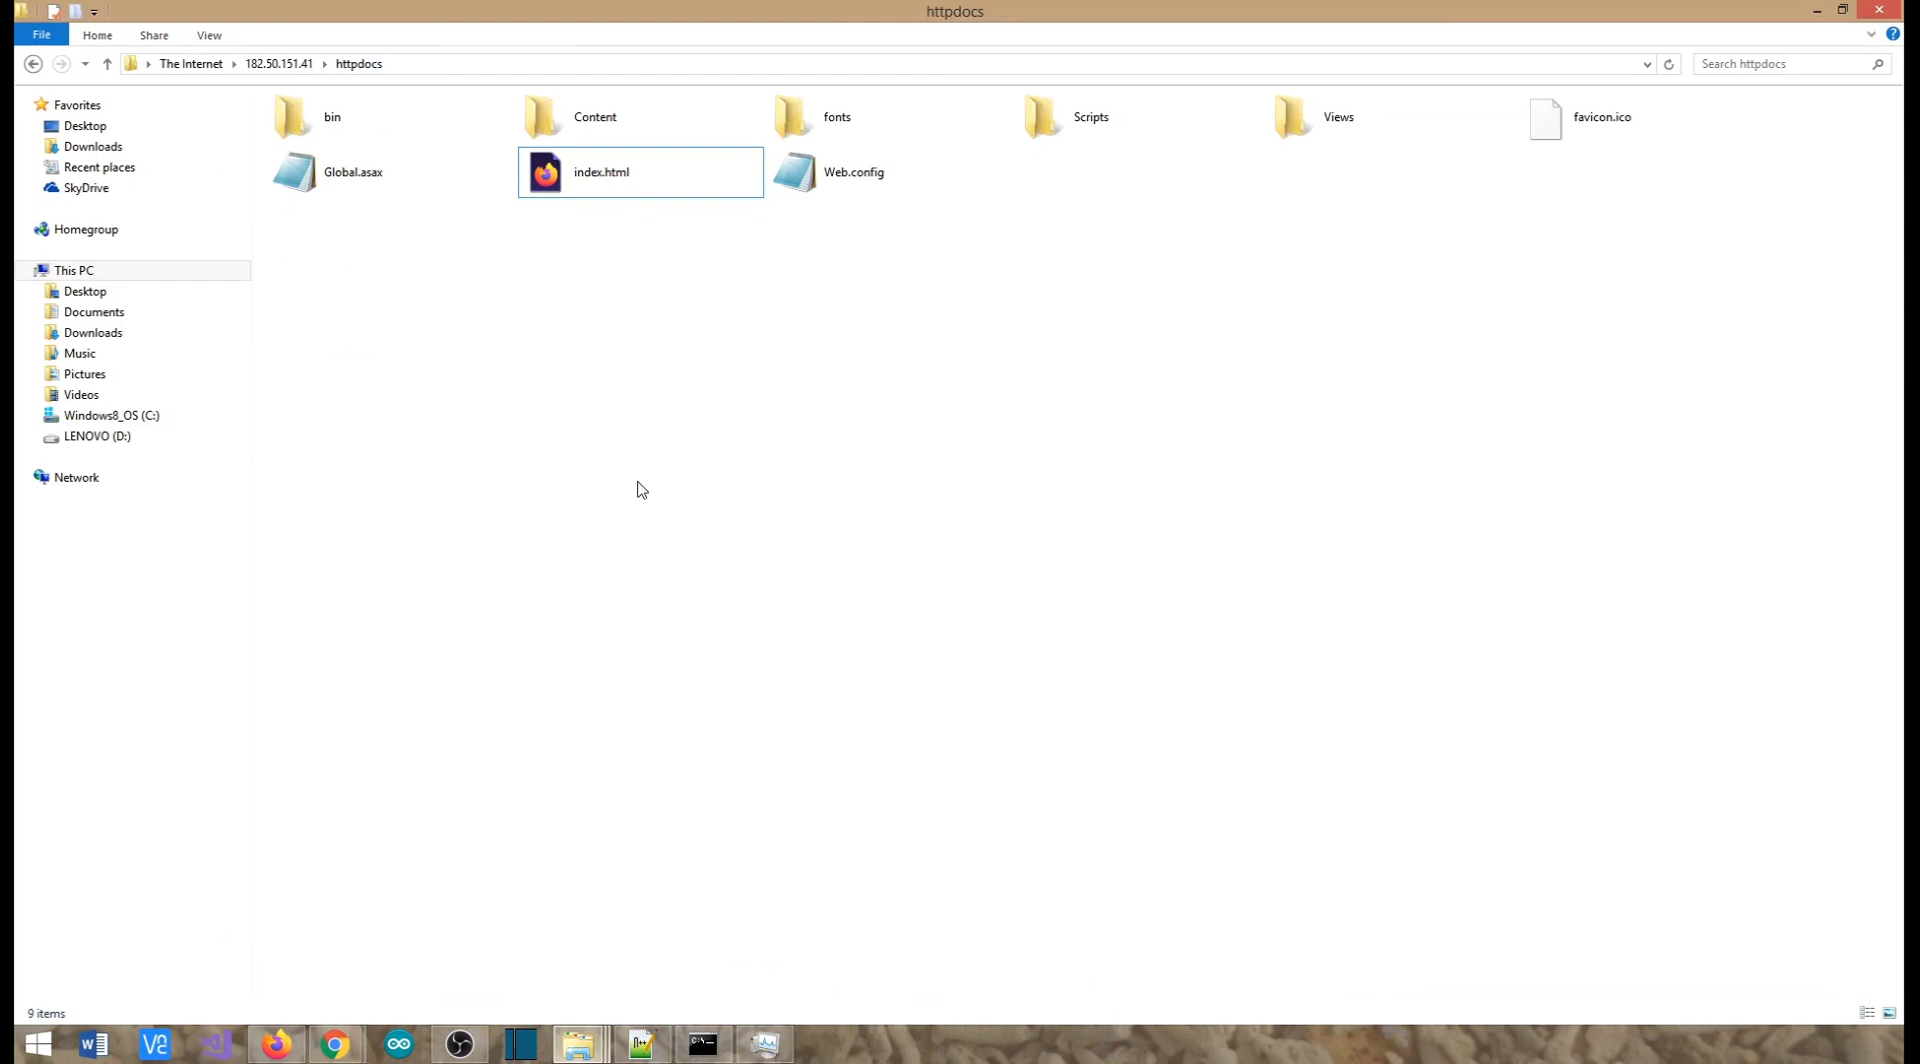 httpdocs
File Home Share View
The Internet 182.50.151.41 httpdocs Search httpdocs
Favorites
Desktop
Downloads
Recent places
SkyDrive
Homegroup
This PC
Desktop
Documents
Downloads
Music
Pictures
Videos
Windows8_OS (C:)
LENOVO (D:)
Network
bin Content fonts Scripts Views favicon.ico
Global.asax index.html Web.config
9 items